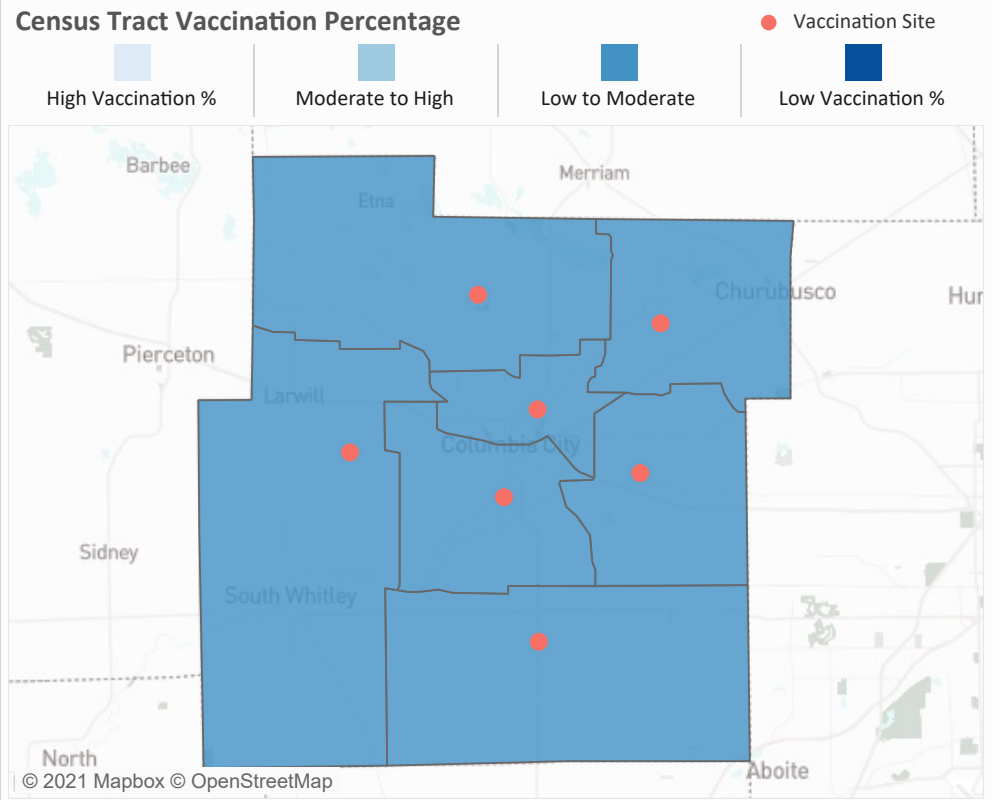 Census Tract Vaccination Percentage
Vaccination Site
High Vaccination %
Moderate to High
Low to Moderate
Low Vaccination %
Barbee
Merriam
Etna
Churubusco
Hur
Pierceton
Larwill
Columbia City
Sidney
South Whitley
North
Aboite
© 2021 Mapbox © OpenStreetMap